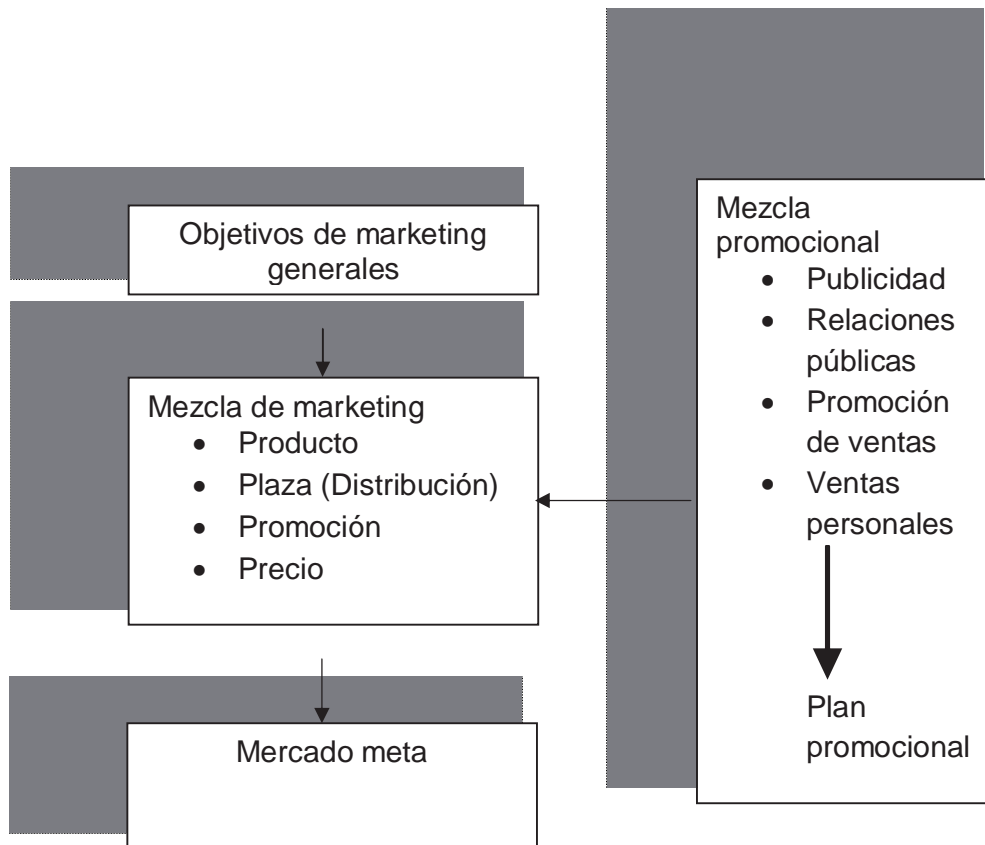 Objetivos de marketing
generales
Mezcla de marketing
• Producto
• Plaza (Distribución)
• Promoción
• Precio
Mercado meta
Mezcla
promocional
• Publicidad
• Relaciones
públicas
• Promoción
de ventas
• Ventas
personales
Plan
promocional